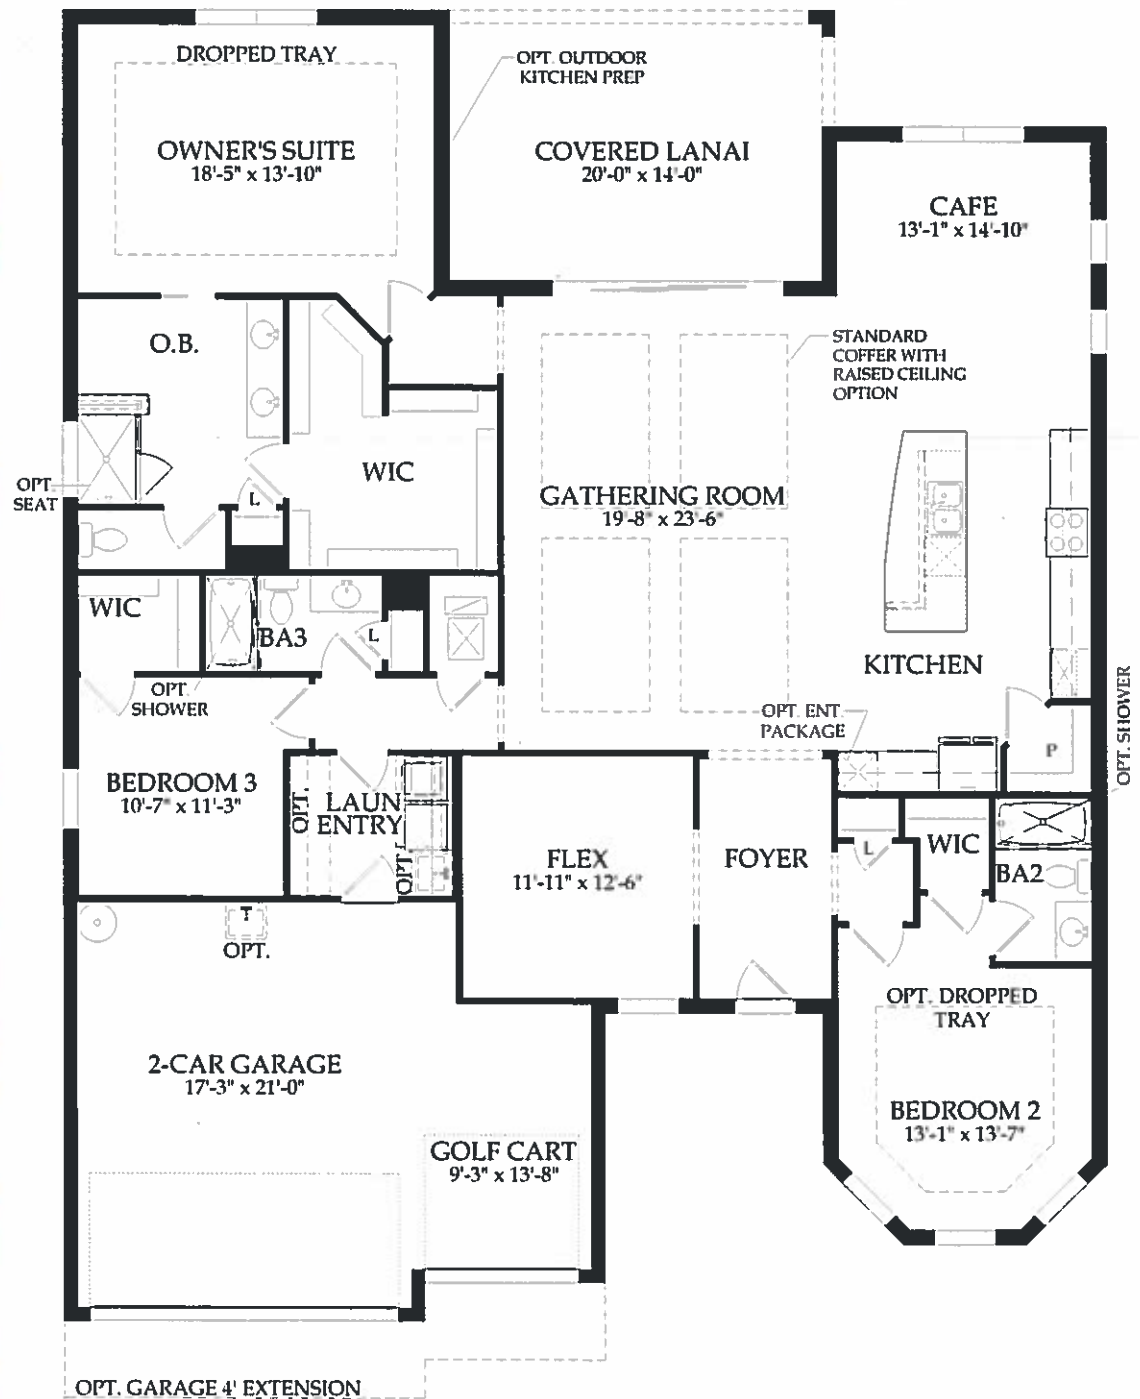 DROPPED TRAY
OPT. OUTDOOR
KITCHEN PREP
OWNER'S SUITE
18'-5" x 13'-10"
COVERED LANAI
20'-0" x 14'-0"
CAFE
13'-1" x 14'-10"
O.B.
STANDARD
COFFER WITH
RAISED CEILING
OPTION
WIC
OPT.
SEAT
L
GATHERING ROOM
19'-8" x 23'-6"
WIC
BA3
L
KITCHEN
OPT.
SHOWER
OPT. ENT.
PACKAGE
P
OPT. SHOWER
BEDROOM 3
10'-7" x 11'-3"
OPT.
LAUN
ENTRY
OPT
FLEX
11'-11" x 12'-6"
FOYER
L
WIC
BA2
T
OPT.
OPT. DROPPED
TRAY
2-CAR GARAGE
17'-3" x 21'-0"
BEDROOM 2
13'-1" x 13'-7"
GOLF CART
9'-3" x 13'-8"
OPT. GARAGE 4' EXTENSION